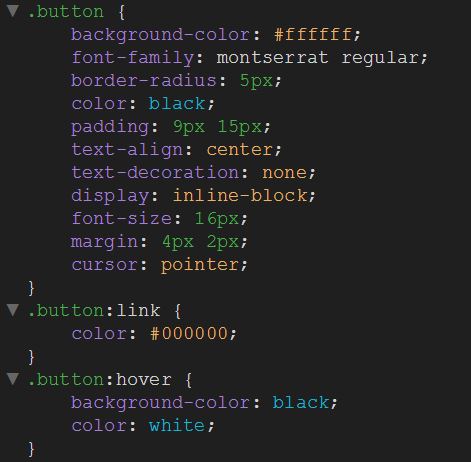 .button {
background-color: #ffffff;
font-family: montserrat regular;
border-radius: 5px;
color: black;
padding: 9px 15px;
text-align: center;
text-decoration: none;
display: inline-block;
font-size: 16px;
margin: 4px 2px;
cursor: pointer;
}
.button:link {
color: #000000;
}
.button:hover {
background-color: black;
color: white;
}